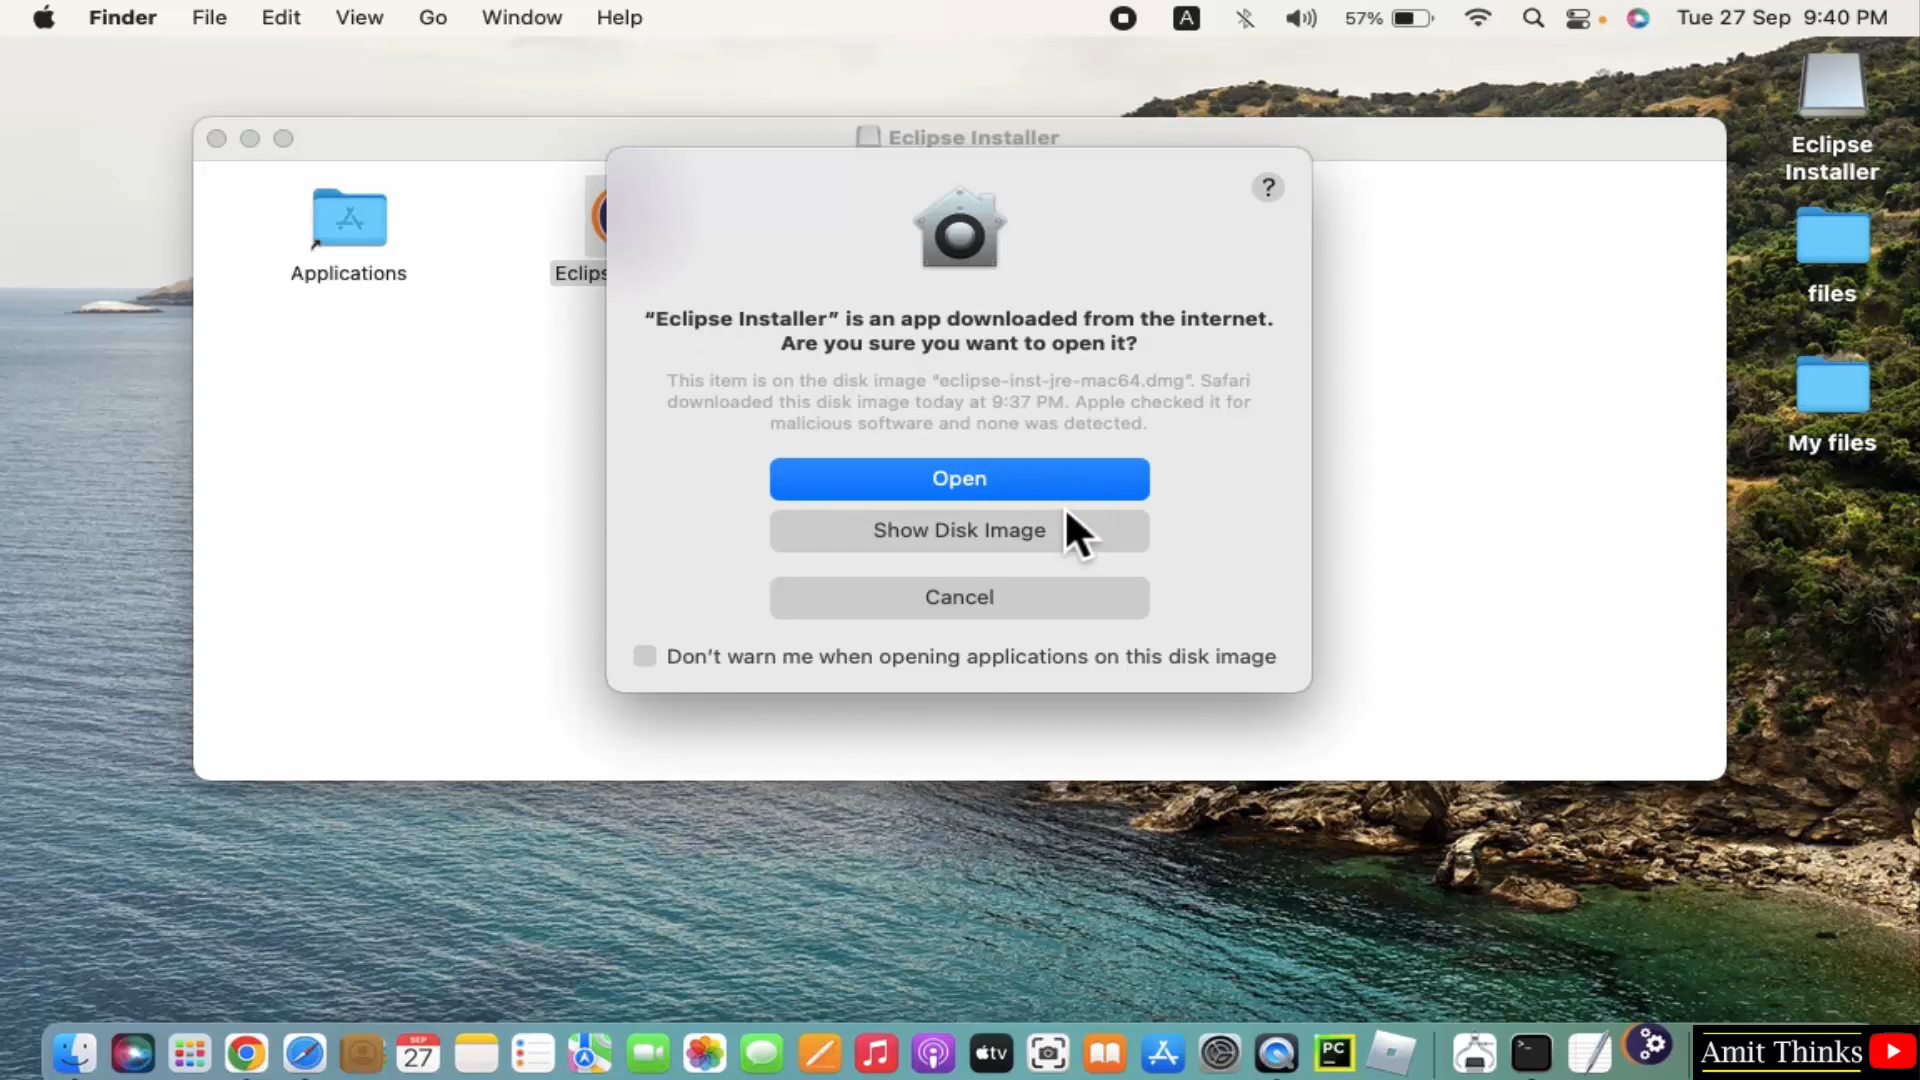 Finder File Edit View Go Window Help A 57% Tue 27 Sep 9:40 PM
Eclipse Installer
Applications
Eclips
?
“Eclipse Installer” is an app downloaded from the internet.
Are you sure you want to open it?
This item is on the disk image “eclipse-inst-jre-mac64.dmg”. Safari
downloaded this disk image today at 9:37 PM. Apple checked it for
malicious software and none was detected.
Open
Show Disk Image
Cancel
Don’t warn me when opening applications on this disk image
Eclipse
Installer
files
My files
SEP
27
tv
PC
>_
Amit Thinks